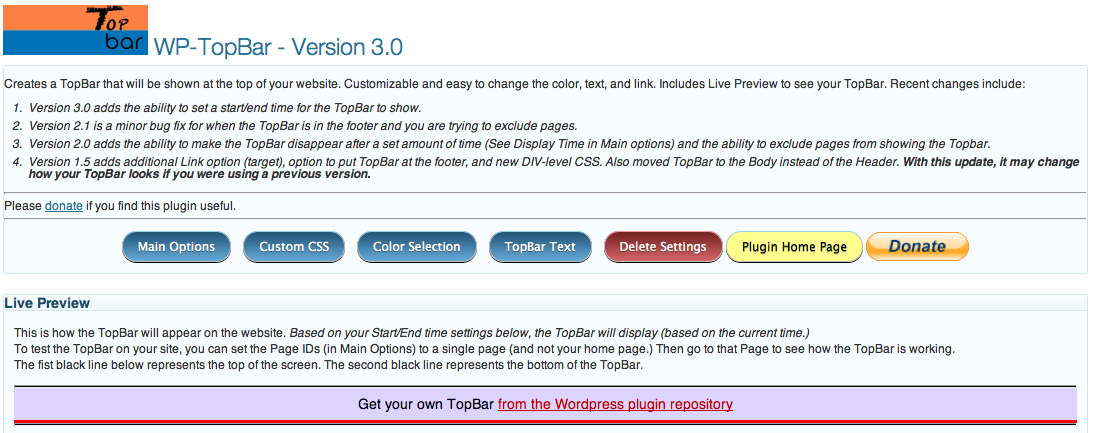 Top
bar
WP-TopBar - Version 3.0
Creates a TopBar that will be shown at the top of your website. Customizable and easy to change the color, text, and link. Includes Live Preview to see your TopBar. Recent changes include:
1. Version 3.0 adds the ability to set a start/end time for the TopBar to show.
2. Version 2.1 is a minor bug fix for when the TopBar is in the footer and you are trying to exclude pages.
3. Version 2.0 adds the ability to make the TopBar disappear after a set amount of time (See Display Time in Main options) and the ability to exclude pages from showing the Topbar.
4. Version 1.5 adds additional Link option (target), option to put TopBar at the footer, and new DIV-level CSS. Also moved TopBar to the Body instead of the Header. With this update, it may change
how your TopBar looks if you were using a previous version.
Please donate if you find this plugin useful.
Main Options Custom CSS Color Selection TopBar Text Delete Settings Plugin Home Page Donate
Live Preview
This is how the TopBar will appear on the website. Based on your Start/End time settings below, the TopBar will display (based on the current time.)
To test the TopBar on your site, you can set the Page IDs (in Main Options) to a single page (and not your home page.) Then go to that Page to see how the TopBar is working.
The fist black line below represents the top of the screen. The second black line represents the bottom of the TopBar.
Get your own TopBar from the Wordpress plugin repository